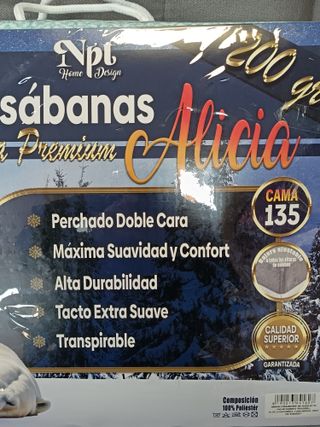 Npt
Home Design
200 gr
sábanas
Premium Alicia
Perchado Doble Cara
Máxima Suavidad y Confort
Alta Durabilidad
Tacto Extra Suave
Transpirable
CAMA
135
CALIDAD
SUPERIOR
GARANTIZADA
Composición
100% Poliéster